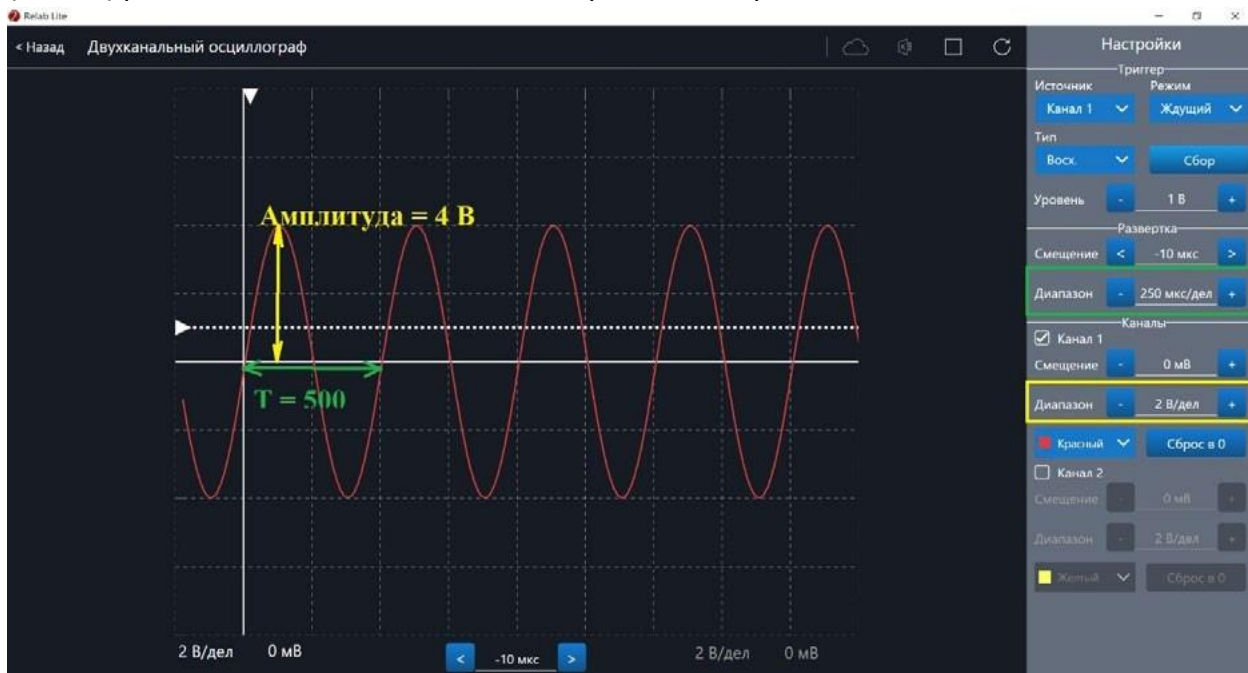 Relab Lite
< Назад Двухканальный осциллограф
Настройки
Триггер
Источник Режим
Канал 1 Ждущий
Тип
Восх. Сбор
Уровень - 1 В +
Развертка
Смещение < -10 мкс >
Диапазон - 250 мкс/дел +
Каналы
Канал 1
Смещение - 0 мВ +
Диапазон - 2 В/дел +
Красный Сброс в 0
Канал 2
Смещение - 0 мВ +
Диапазон - 2 В/дел +
Желтый Сброс в 0
Амплитуда = 4 В
T = 500
2 В/дел 0 мВ < -10 мкс > 2 В/дел 0 мВ